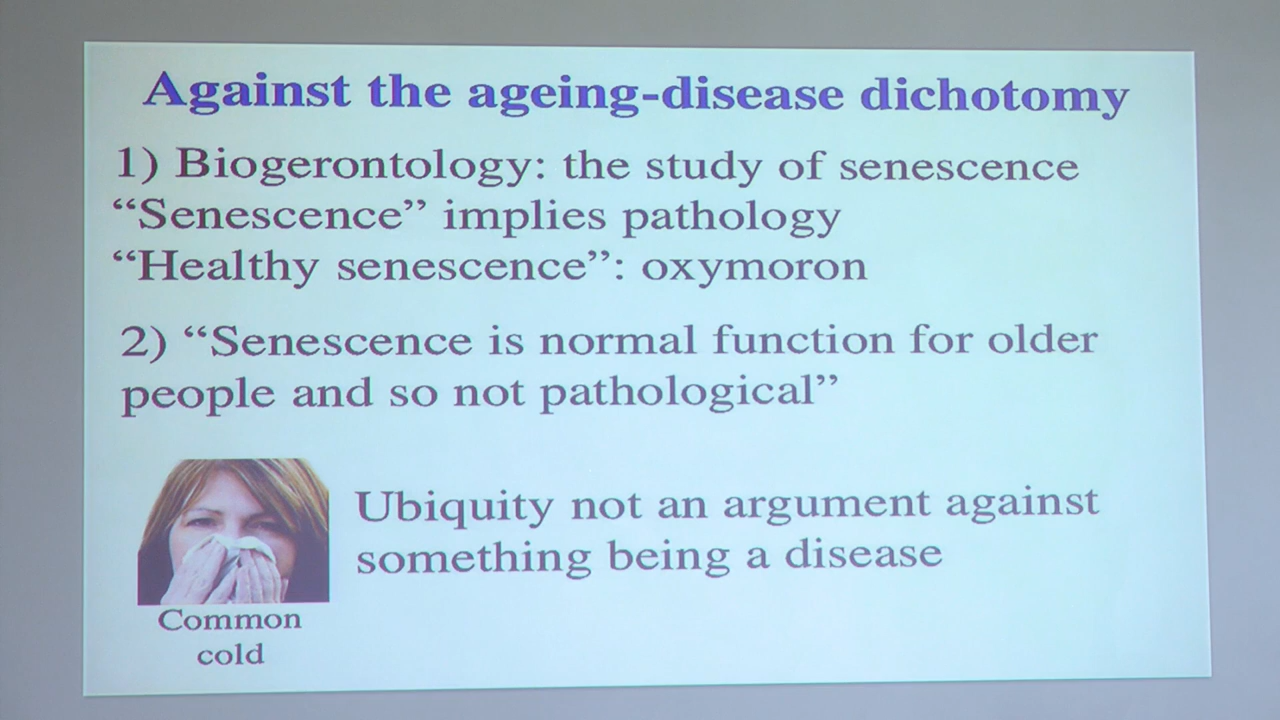 Against the ageing-disease dichotomy
1) Biogerontology: the study of senescence
“Senescence” implies pathology
“Healthy senescence”: oxymoron
2) “Senescence is normal function for older
people and so not pathological”
Ubiquity not an argument against
something being a disease
Common
cold